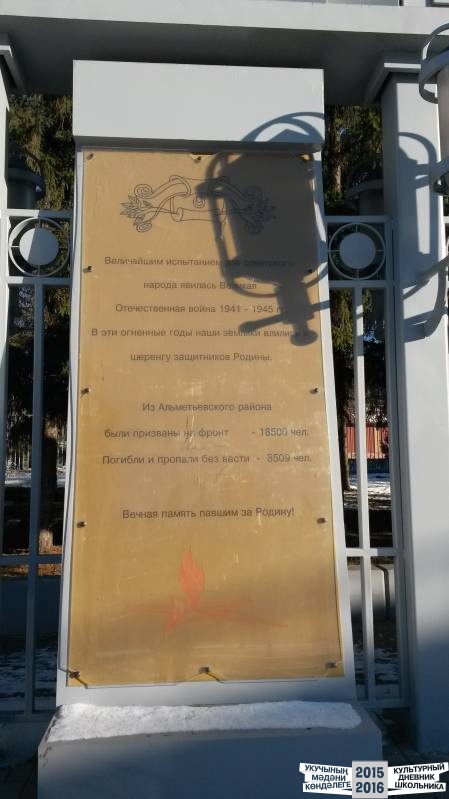 Величайшим испытанием для советского
народа явилась Великая
Отечественная война 1941 - 1945 г
В эти огненные годы наши земляки влились в
шеренгу защитников Родины.
Из Альметьевского района
были призваны на фронт - 18500 чел.
Погибли и пропали без вести - 8509 чел.
Вечная память павшим за Родину!
УКУЧЫНЫҢ
МӘДӘНИ
КӨНДӘЛЕГЕ
2015
2016
КУЛЬТУРНЫЙ
ДНЕВНИК
ШКОЛЬНИКА